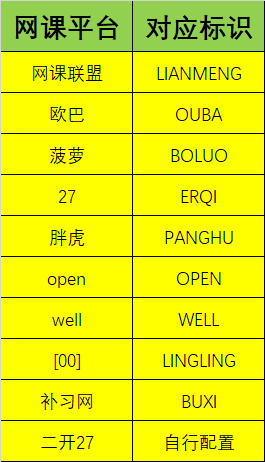 网课平台 对应标识
网课联盟 LIANMENG
欧巴 OUBA
菠萝 BOLUO
27 ERQI
胖虎 PANGHU
open OPEN
well WELL
[00] LINGLING
补习网 BUXI
二开27 自行配置